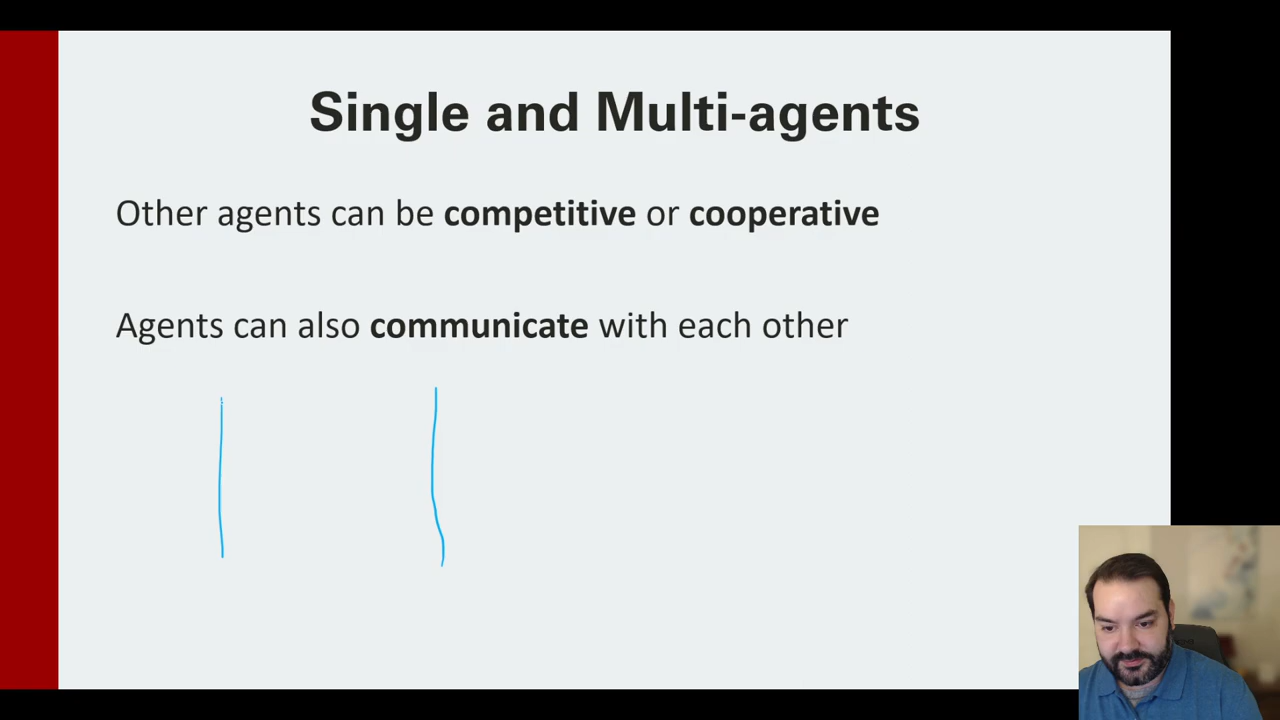 Single and Multi-agents
Other agents can be competitive or cooperative
Agents can also communicate with each other